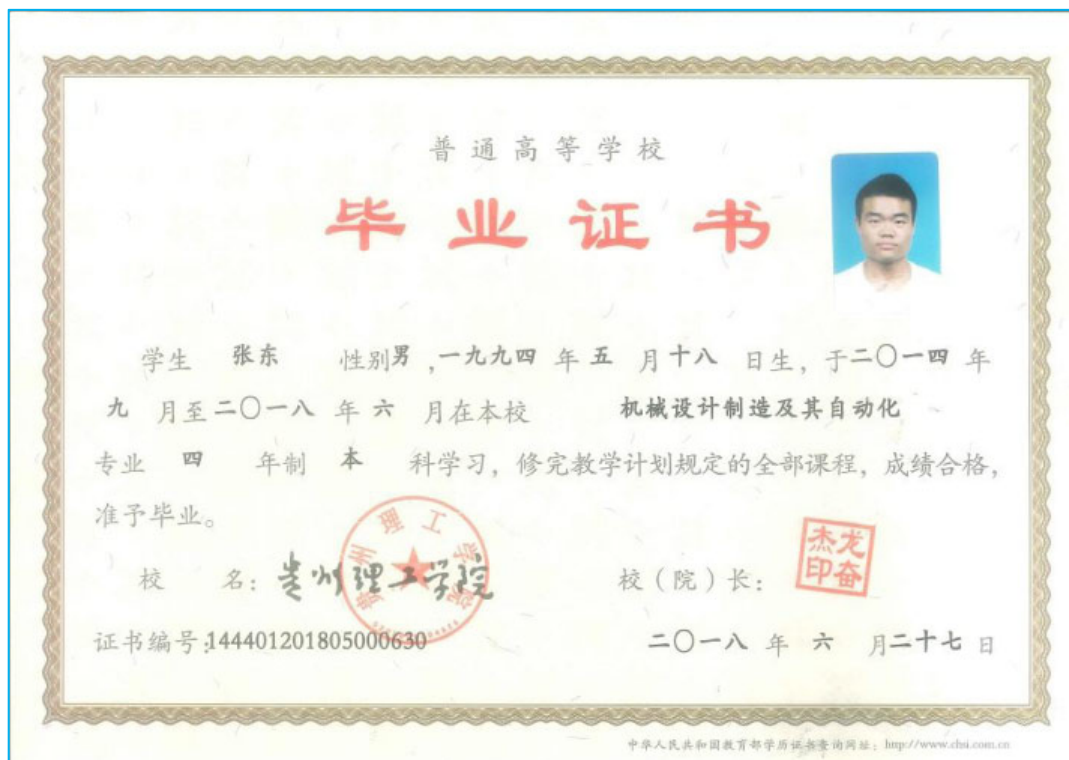 普通高等学校
毕业证书
学生 张东 性别男,一九九四年五月十八日生,于二〇一四年
九月至二〇一八年六月在本校 机械设计制造及其自动化
专业 四 年制 本 科学习,修完教学计划规定的全部课程,成绩合格,
准予毕业。
贵州理工学院
龙奋杰印
校 名:贵州理工学院 校(院)长:
证书编号:144401201805000630 二〇一八年六月二十七日
中华人民共和国教育部学历证书查询网址:http://www.chsi.com.cn